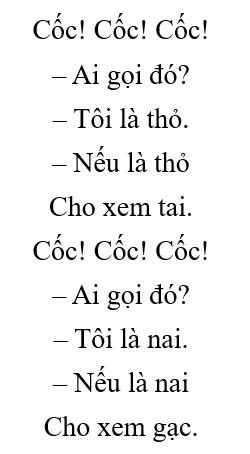 Cốc! Cốc! Cốc!
– Ai gọi đó?
– Tôi là thỏ.
– Nếu là thỏ
Cho xem tai.
Cốc! Cốc! Cốc!
– Ai gọi đó?
– Tôi là nai.
– Nếu là nai
Cho xem gạc.